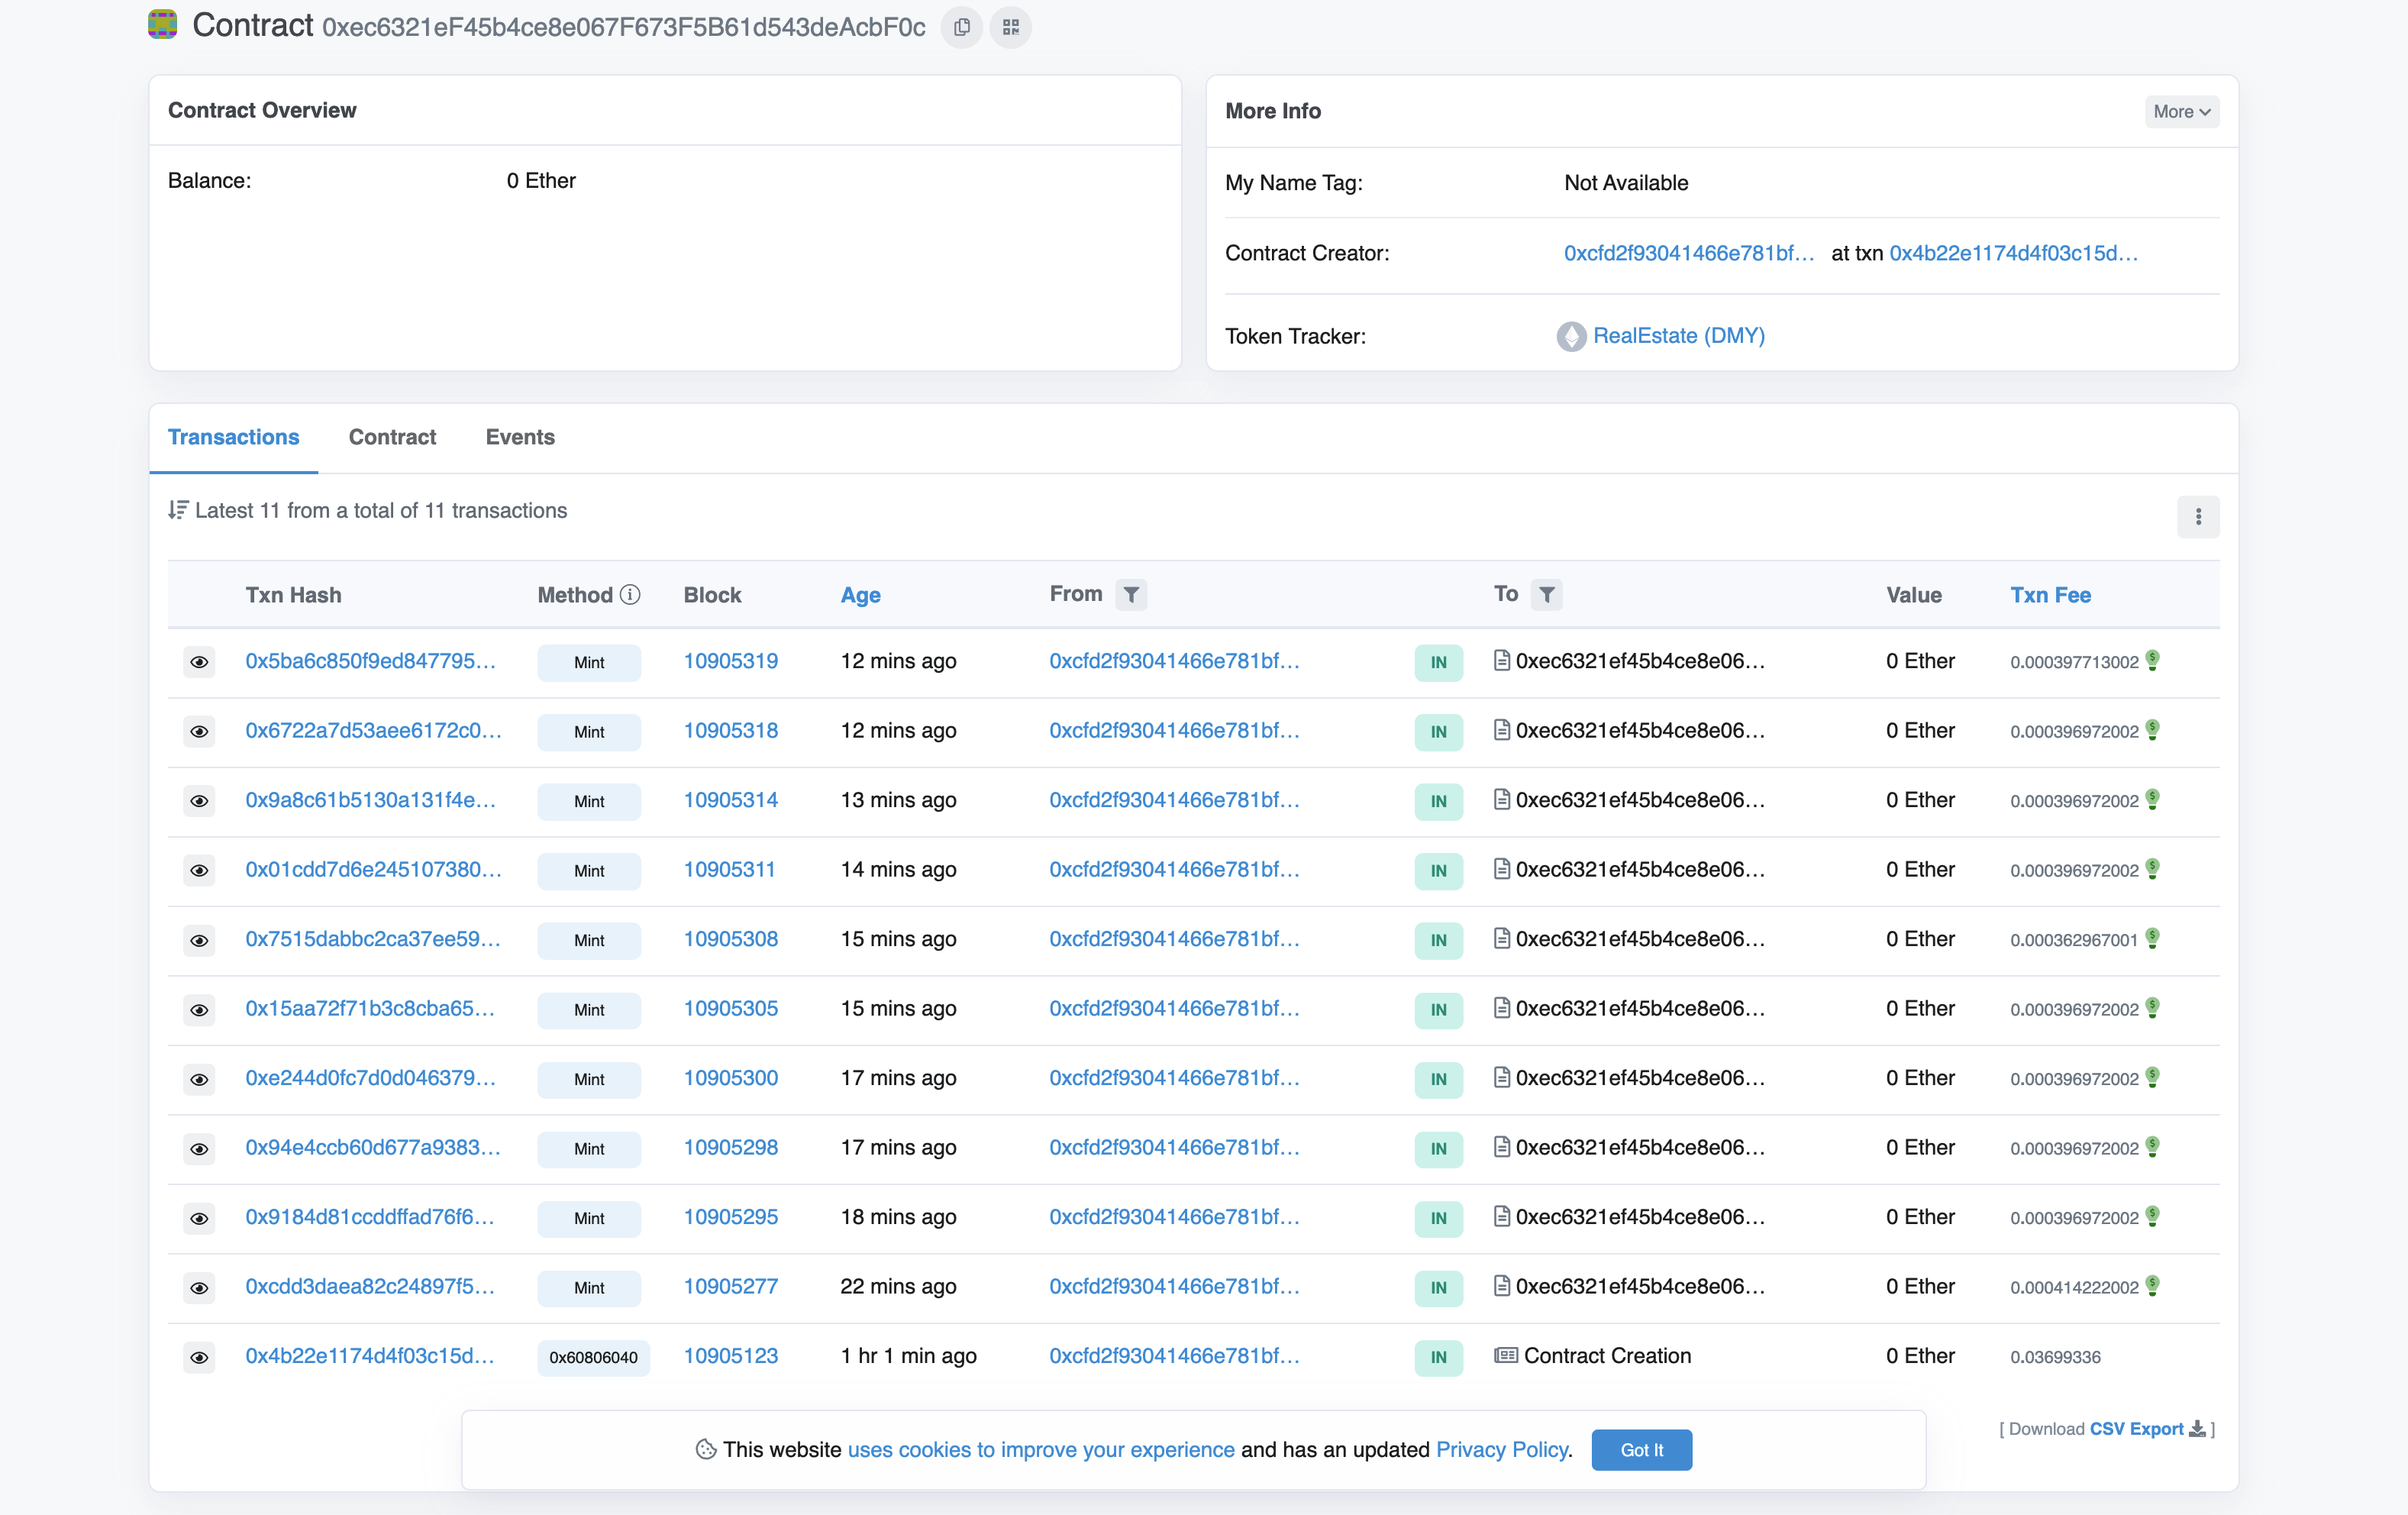 Contract 0xec6321eF45b4ce8e067F673F5B61d543deAcbF0c
Contract Overview
Balance: 0 Ether
More Info More
My Name Tag: Not Available
Contract Creator: 0xcfd2f93041466e781bf... at txn 0x4b22e1174d4f03c15d...
Token Tracker: RealEstate (DMY)
Transactions Contract Events
Latest 11 from a total of 11 transactions
Txn Hash Method Block Age From To Value Txn Fee
0x5ba6c850f9ed847795... Mint 10905319 12 mins ago 0xcfd2f93041466e781bf... IN 0xec6321ef45b4ce8e06... 0 Ether 0.000397713002
0x6722a7d53aee6172c0... Mint 10905318 12 mins ago 0xcfd2f93041466e781bf... IN 0xec6321ef45b4ce8e06... 0 Ether 0.000396972002
0x9a8c61b5130a131f4e... Mint 10905314 13 mins ago 0xcfd2f93041466e781bf... IN 0xec6321ef45b4ce8e06... 0 Ether 0.000396972002
0x01cdd7d6e245107380... Mint 10905311 14 mins ago 0xcfd2f93041466e781bf... IN 0xec6321ef45b4ce8e06... 0 Ether 0.000396972002
0x7515dabbc2ca37ee59... Mint 10905308 15 mins ago 0xcfd2f93041466e781bf... IN 0xec6321ef45b4ce8e06... 0 Ether 0.000362967001
0x15aa72f71b3c8cba65... Mint 10905305 15 mins ago 0xcfd2f93041466e781bf... IN 0xec6321ef45b4ce8e06... 0 Ether 0.000396972002
0xe244d0fc7d0d046379... Mint 10905300 17 mins ago 0xcfd2f93041466e781bf... IN 0xec6321ef45b4ce8e06... 0 Ether 0.000396972002
0x94e4ccb60d677a9383... Mint 10905298 17 mins ago 0xcfd2f93041466e781bf... IN 0xec6321ef45b4ce8e06... 0 Ether 0.000396972002
0x9184d81ccddffad76f6... Mint 10905295 18 mins ago 0xcfd2f93041466e781bf... IN 0xec6321ef45b4ce8e06... 0 Ether 0.000396972002
0xcdd3daea82c24897f5... Mint 10905277 22 mins ago 0xcfd2f93041466e781bf... IN 0xec6321ef45b4ce8e06... 0 Ether 0.000414222002
0x4b22e1174d4f03c15d... 0x60806040 10905123 1 hr 1 min ago 0xcfd2f93041466e781bf... IN Contract Creation 0 Ether 0.03699336
[ Download CSV Export ]
This website uses cookies to improve your experience and has an updated Privacy Policy. Got It